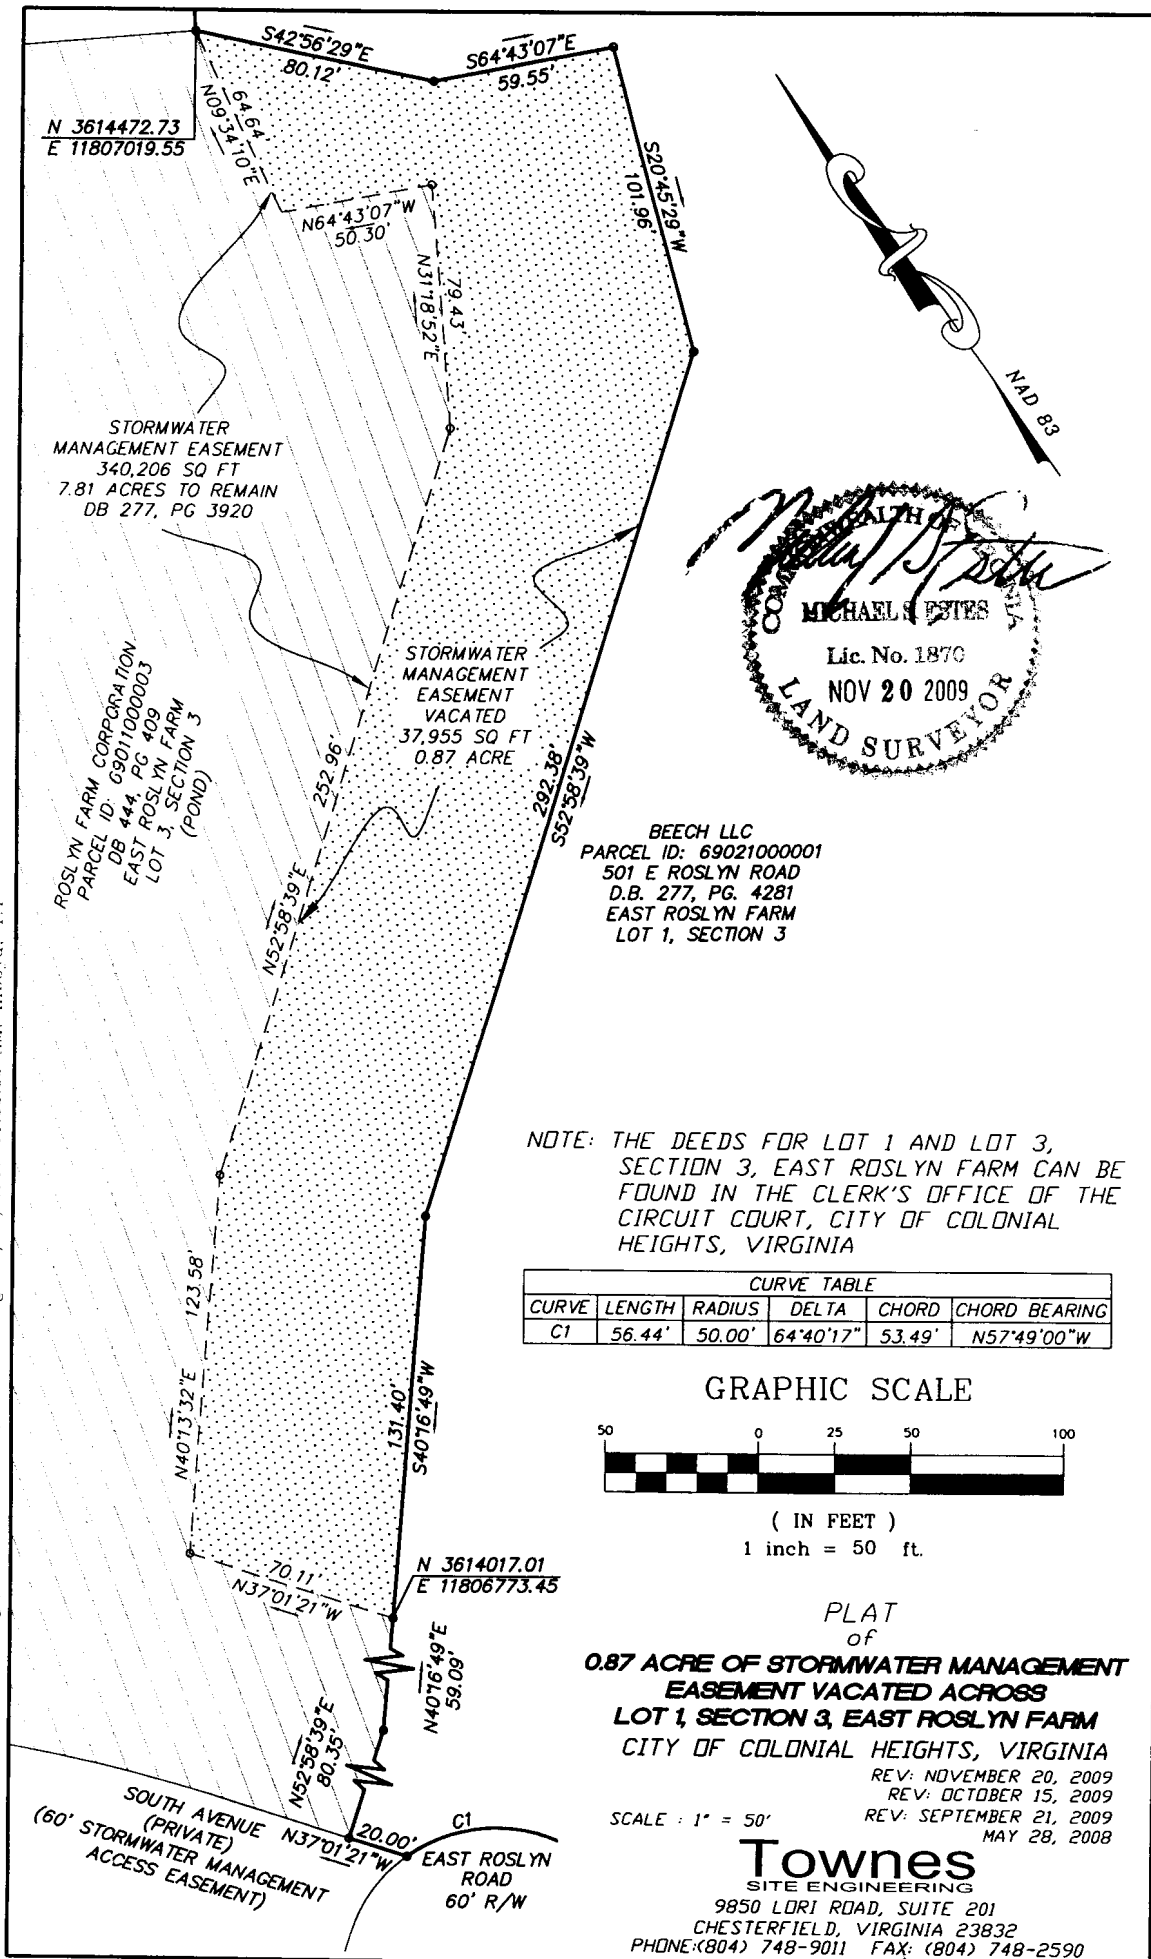 S42°56'29"E
80.12'
S64°43'07"E
59.55'
64.64'
N09°34'10"E
N 3614472.73
E 11807019.55
N64°43'07"W
50.30'
S20°45'29"W
101.96'
79.43'
N31°18'52"E
NAD 83
STORMWATER
MANAGEMENT EASEMENT
340,206 SQ FT
7.81 ACRES TO REMAIN
DB 277, PG 3920
COMMONWEALTH OF VIRGINIA
MICHAEL S ESTES
Lic. No. 1870
NOV 20 2009
LAND SURVEYOR
STORMWATER
MANAGEMENT
EASEMENT
VACATED
37,955 SQ FT
0.87 ACRE
ROSLYN FARM CORPORATION
PARCEL ID: 69011000003
DB 444, PG 409
EAST ROSLYN FARM
LOT 3, SECTION 3
(POND)
252.96'
N52°58'39"E
292.38'
S52°58'39"W
BEECH LLC
PARCEL ID: 69021000001
501 E ROSLYN ROAD
D.B. 277, PG. 4281
EAST ROSLYN FARM
LOT 1, SECTION 3
NOTE: THE DEEDS FOR LOT 1 AND LOT 3,
SECTION 3, EAST ROSLYN FARM CAN BE
FOUND IN THE CLERK'S OFFICE OF THE
CIRCUIT COURT, CITY OF COLONIAL
HEIGHTS, VIRGINIA
CURVE TABLE
CURVE LENGTH RADIUS DELTA CHORD CHORD BEARING
C1 56.44' 50.00' 64°40'17" 53.49' N57°49'00"W
123.58'
N40°13'32"E
131.40'
S40°16'49"W
GRAPHIC SCALE
50 0 25 50 100
( IN FEET )
1 inch = 50 ft.
70.11'
N37°01'21"W
N 3614017.01
E 11806773.45
N40°16'49"E
59.09'
N52°58'39"E
80.35'
PLAT
of
0.87 ACRE OF STORMWATER MANAGEMENT
EASEMENT VACATED ACROSS
LOT 1, SECTION 3, EAST ROSLYN FARM
CITY OF COLONIAL HEIGHTS, VIRGINIA
REV: NOVEMBER 20, 2009
REV: OCTOBER 15, 2009
SCALE : 1" = 50' REV: SEPTEMBER 21, 2009
MAY 28, 2008
SOUTH AVENUE
(PRIVATE)
(60' STORMWATER MANAGEMENT
ACCESS EASEMENT)
20.00'
N37°01'21"W
C1
EAST ROSLYN
ROAD
60' R/W
Townes
SITE ENGINEERING
9850 LORI ROAD, SUITE 201
CHESTERFIELD, VIRGINIA 23832
PHONE:(804) 748-9011 FAX: (804) 748-2590